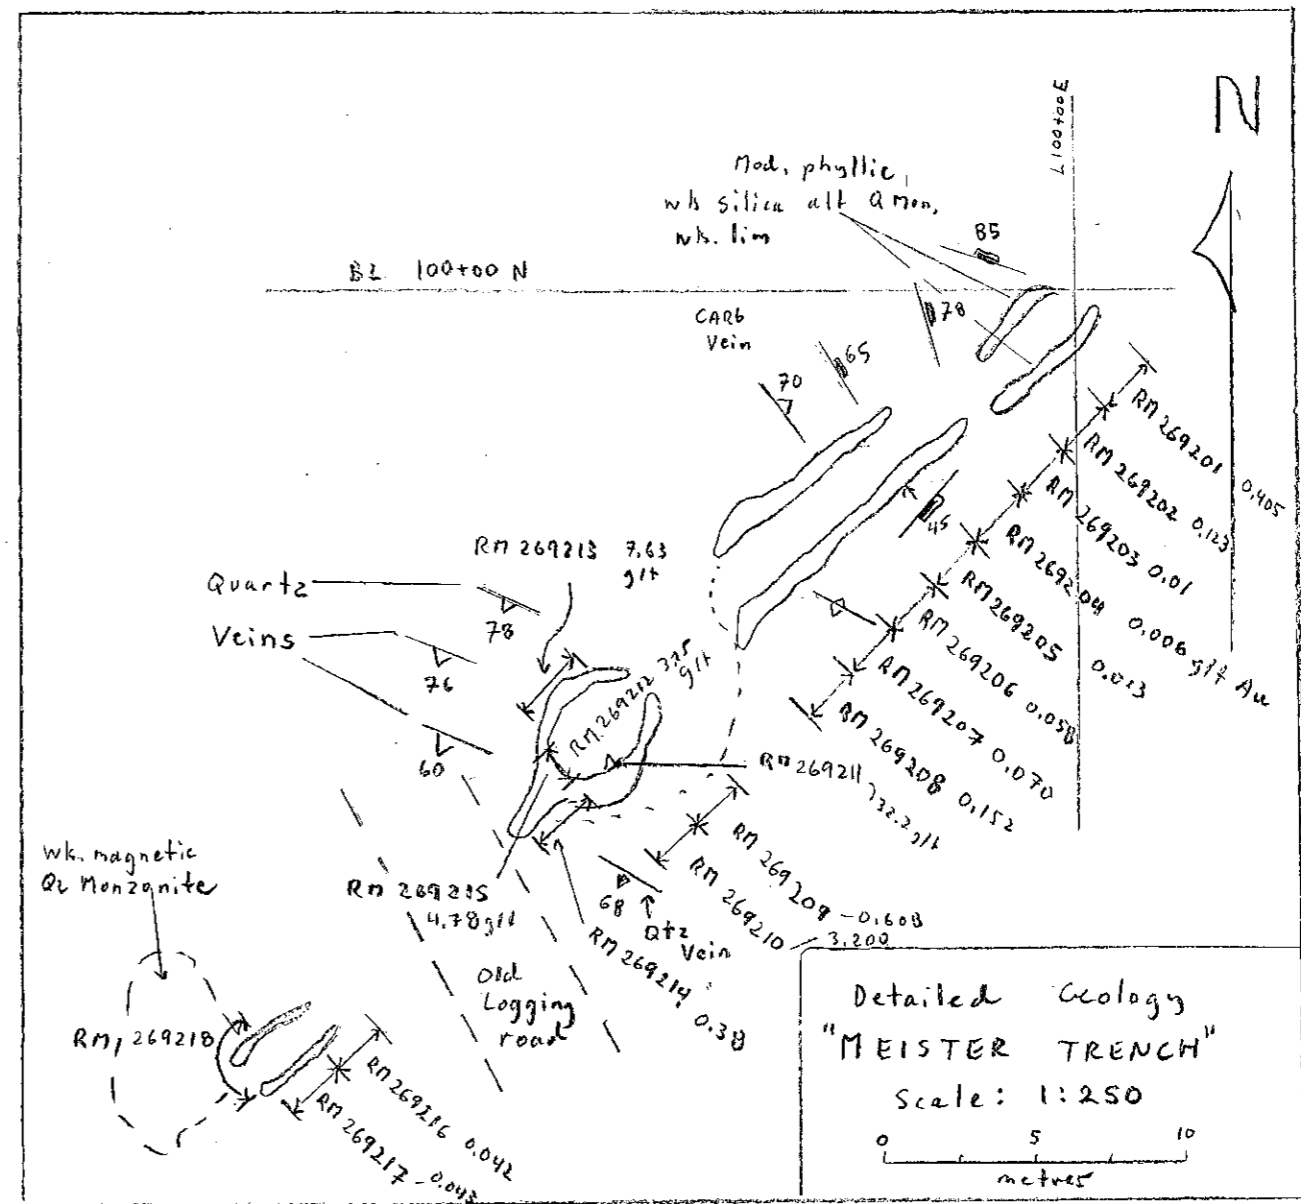 N
L100+00E
Mod. phyllic,
wk silica alt Q Mon,
wk. lim
85
BL 100+00 N
78
CARb
Vein
65
70
45
RM 269201 0.405
RM 269202 0.123
RM 269203 0.01
RM 269204 0.006 g/t Au
RM 269205 0.013
RM 269206 0.058
RM 269207 0.070
RM 269208 0.152
RM 269213 7.63
g/t
Quartz
Veins
78
76
60
RM 269212
g/t
RM 269211
g/t
RM 269209 - 0.608
RM 269210
3.200
68
Qtz
Vein
RM 269214 0.38
RM 269215
4.78 g/t
Old
Logging
road
wk. magnetic
Qz Monzonite
RM, 269218
RM 269216 0.042
RM 269217 - 0.043
Detailed Geology
"MEISTER TRENCH"
Scale: 1:250
0 5 10
metres